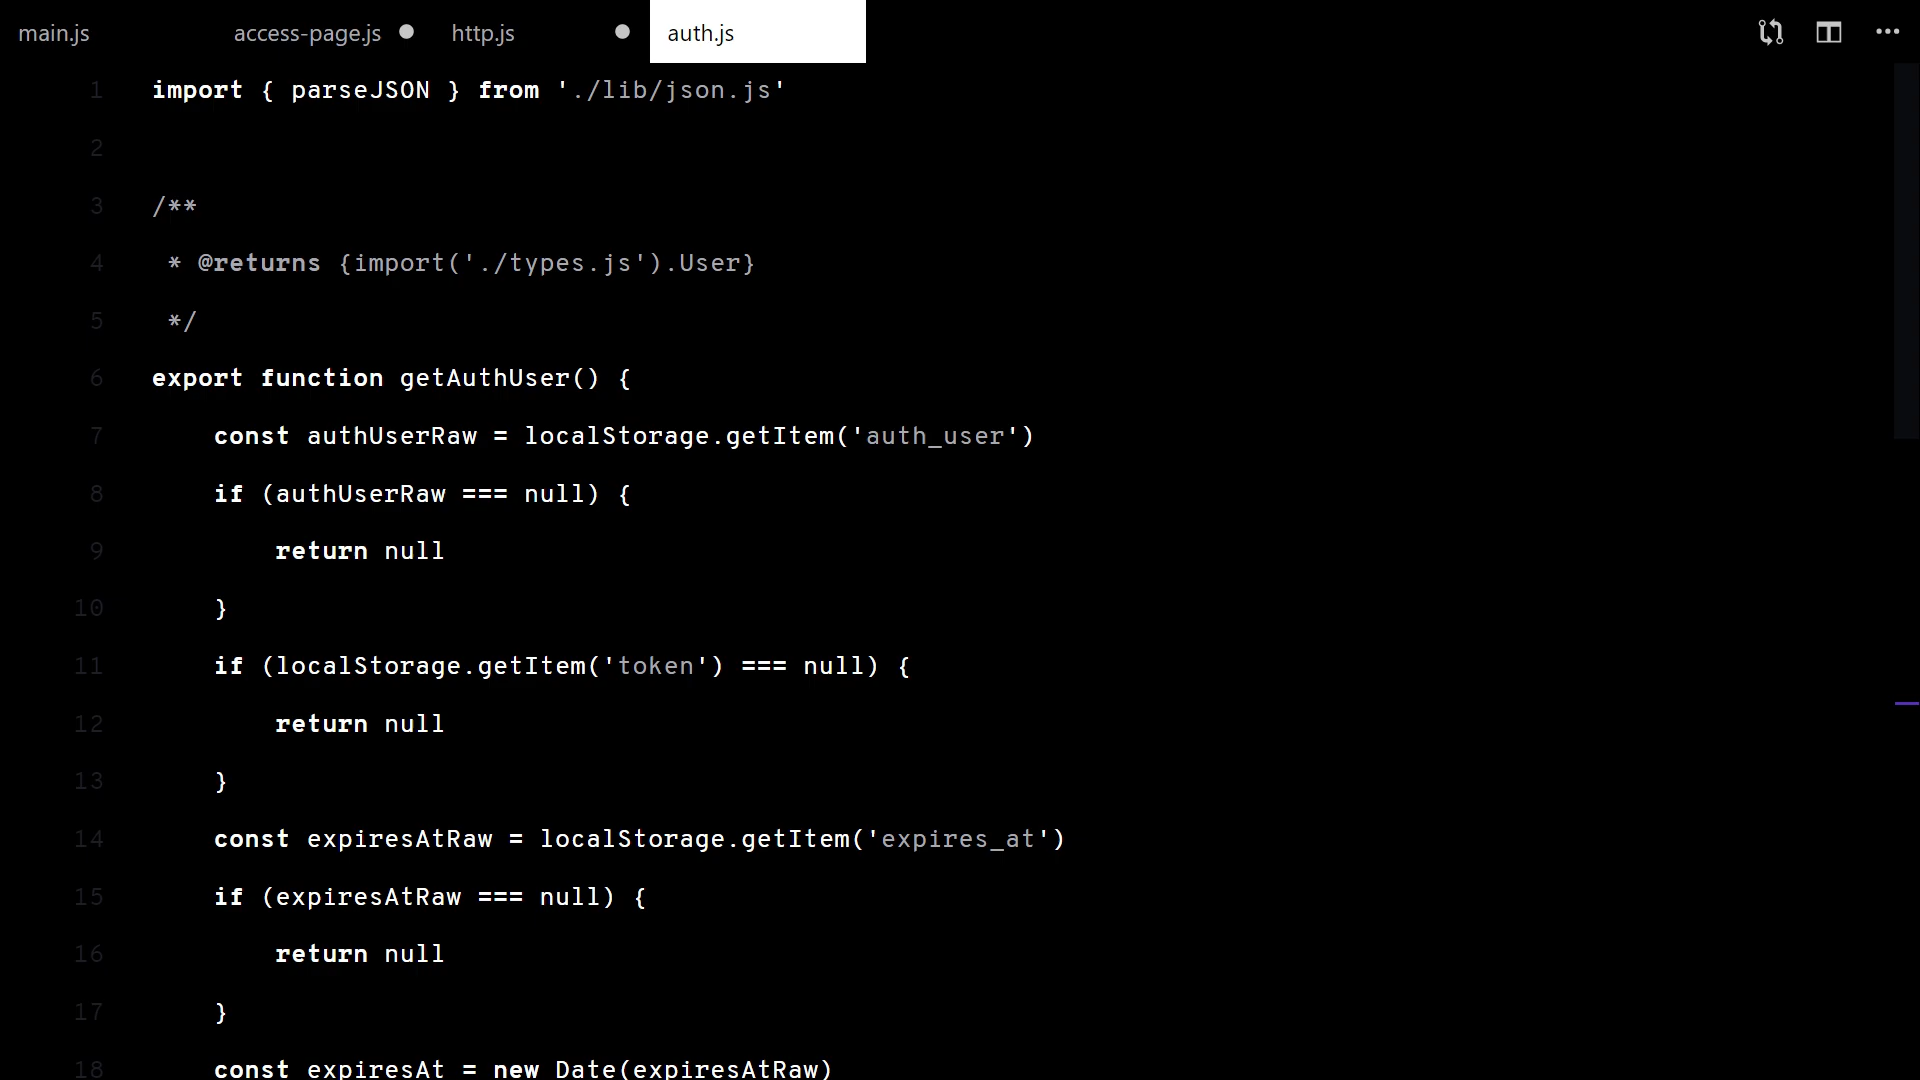 main.js access-page.js http.js auth.js
1 import { parseJSON } from './lib/json.js'
2
3 /**
4  * @returns {import('./types.js').User}
5  */
6 export function getAuthUser() {
7     const authUserRaw = localStorage.getItem('auth_user')
8     if (authUserRaw === null) {
9         return null
10     }
11     if (localStorage.getItem('token') === null) {
12         return null
13     }
14     const expiresAtRaw = localStorage.getItem('expires_at')
15     if (expiresAtRaw === null) {
16         return null
17     }
18     const expiresAt = new Date(expiresAtRaw)